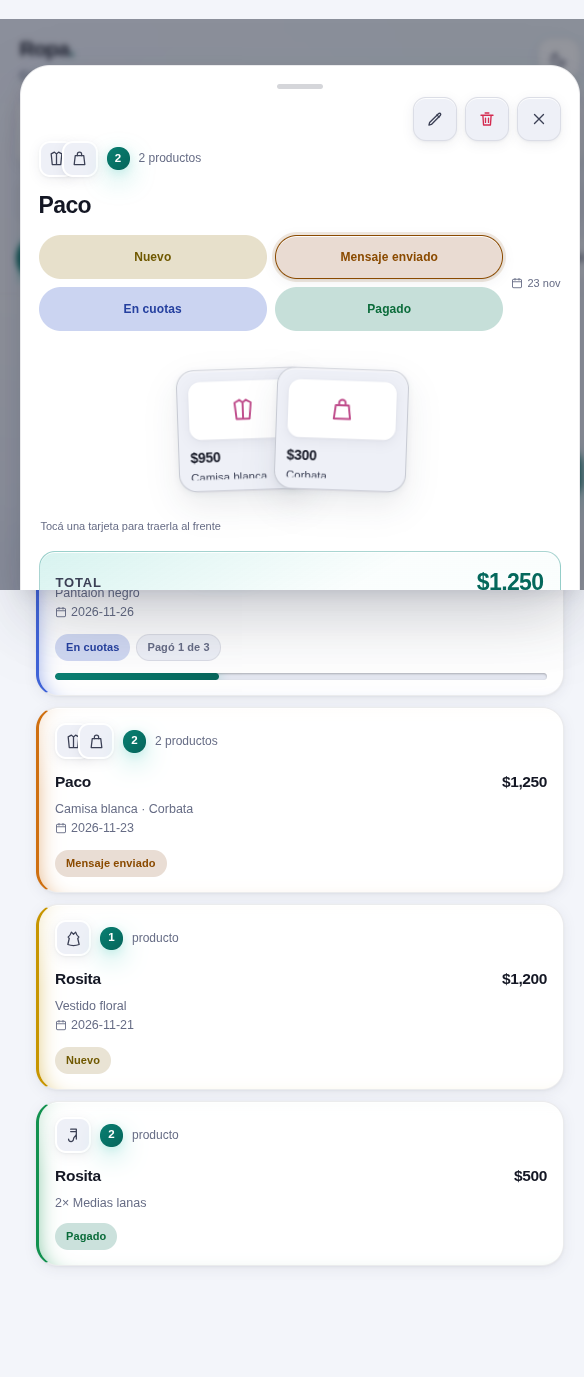 Ropa.
2 2 productos
Paco
Nuevo
Mensaje enviado
23 nov
En cuotas
Pagado
$950
Camisa blanca
$300
Corbata
Tocá una tarjeta para traerla al frente
TOTAL $1,250
Pantalón negro
2026-11-26
En cuotas Pagó 1 de 3
2 2 productos
Paco $1,250
Camisa blanca · Corbata
2026-11-23
Mensaje enviado
1 producto
Rosita $1,200
Vestido floral
2026-11-21
Nuevo
2 producto
Rosita $500
2× Medias lanas
Pagado